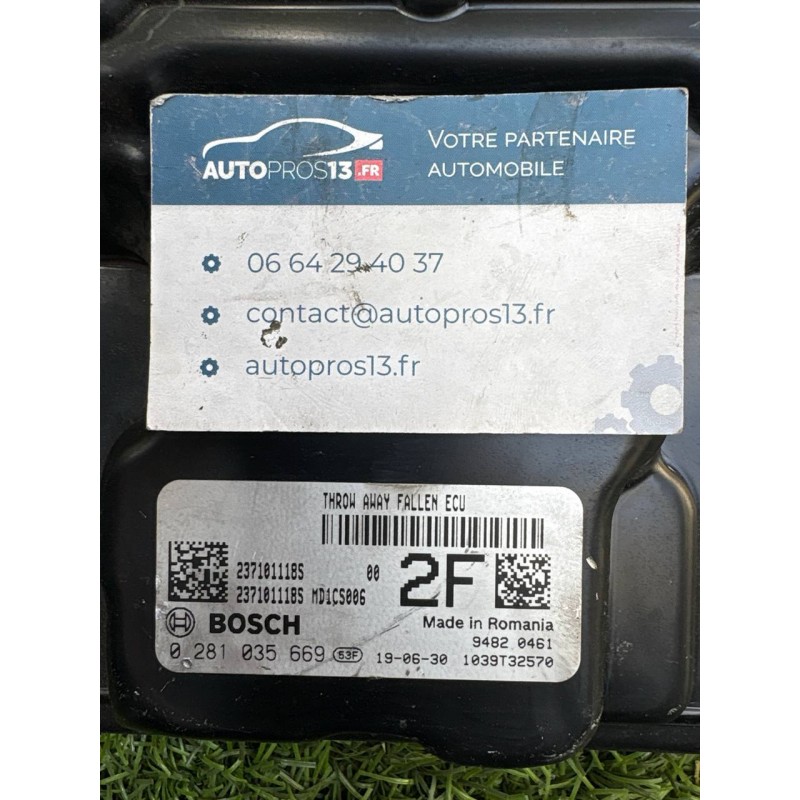 AUTOPROS13.FR
VOTRE PARTENAIRE
AUTOMOBILE
06 64 29 40 37
contact@autopros13.fr
autopros13.fr
THROW AWAY FALLEN ECU
237101118S 00
237101118S MD1CS006
2F
BOSCH
Made in Romania
9482 0461
0 281 035 669 53F 19-06-30 1039T32570